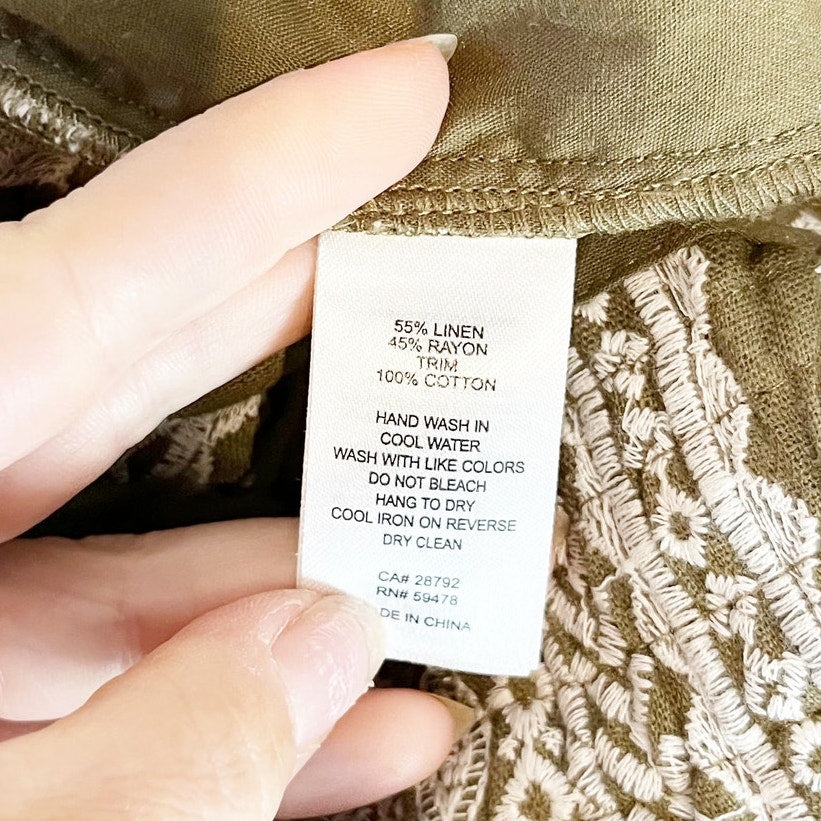 55% LINEN
45% RAYON
TRIM
100% COTTON
HAND WASH IN
COOL WATER
WASH WITH LIKE COLORS
DO NOT BLEACH
HANG TO DRY
COOL IRON ON REVERSE
DRY CLEAN
CA# 28792
RN# 59478
DE IN CHINA